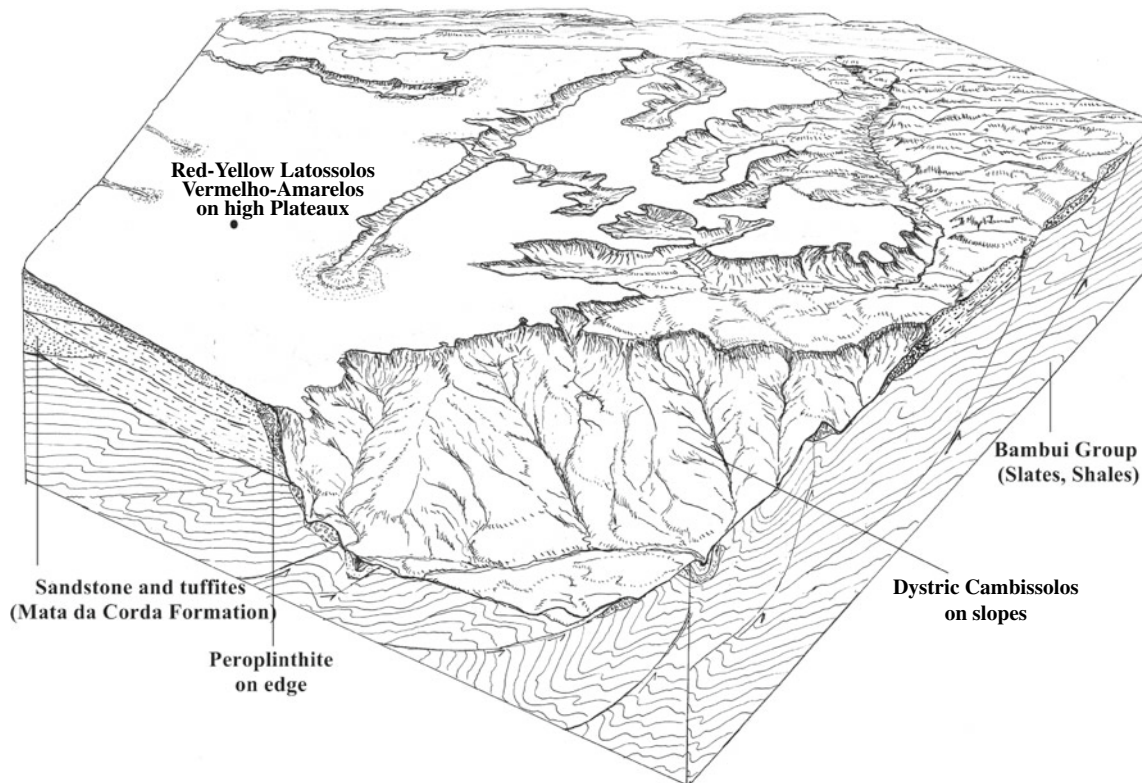 Red-Yellow Latossolos
Vermelho-Amarelos
on high Plateaux
Bambui Group
(Slates, Shales)
Sandstone and tuffites
(Mata da Corda Formation)
Dystric Cambissolos
on slopes
Peroplinthite
on edge